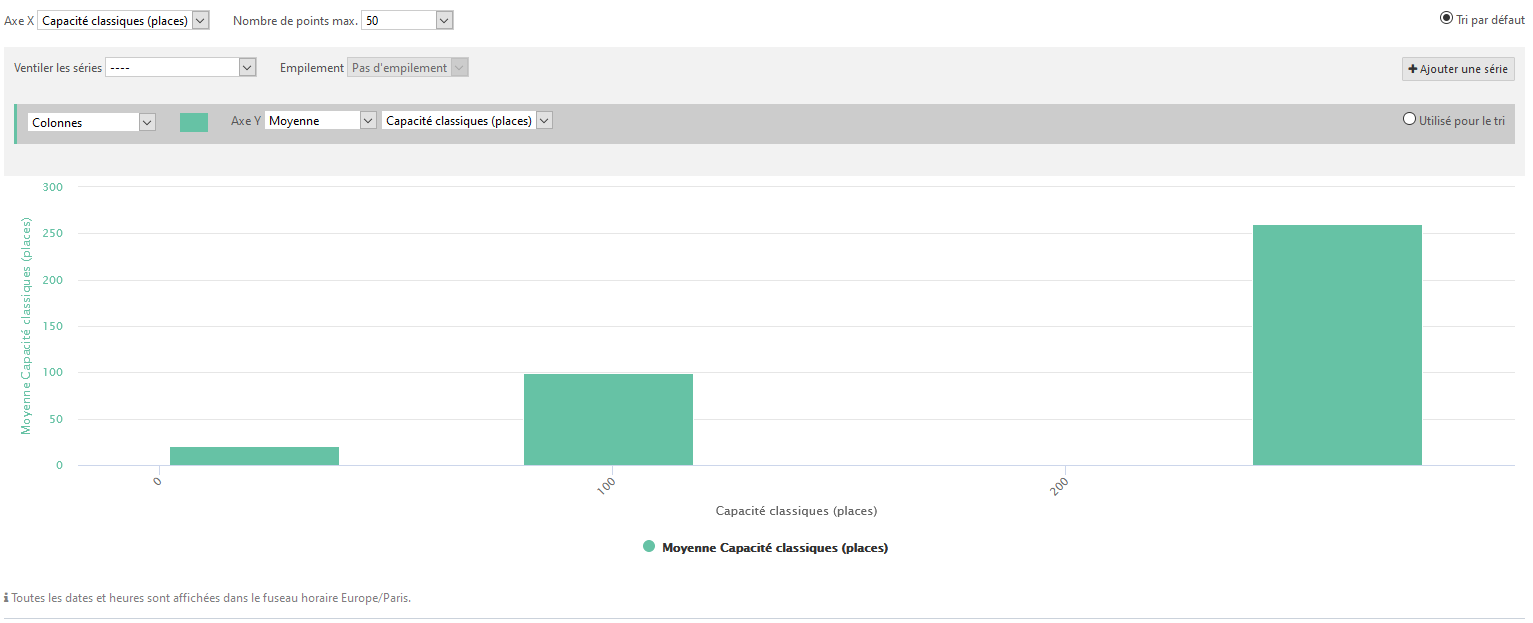 Axe X Capacité classiques (places) Nombre de points max. 50 Tri par défaut
Ventiler les séries ---- Empilement Pas d'empilement Ajouter une série
Colonnes Axe Y Moyenne Capacité classiques (places) Utilisé pour le tri
300
250
200
150
100
50
0
Moyenne Capacité classiques (places)
0 100 200
Capacité classiques (places)
Moyenne Capacité classiques (places)
Toutes les dates et heures sont affichées dans le fuseau horaire Europe/Paris.